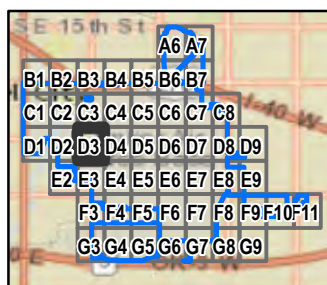 SE 15th St
A6 A7
B1 B2 B3 B4 B5 B6 B7
I-40 W
C1 C2 C3 C4 C5 C6 C7 C8
D1 D2 D3 D4 D5 D6 D7 D8 D9
E2 E3 E4 E5 E6 E7 E8 E9
F3 F4 F5 F6 F7 F8 F9 F10 F11
G3 G4 G5 G6 G7 G8 G9